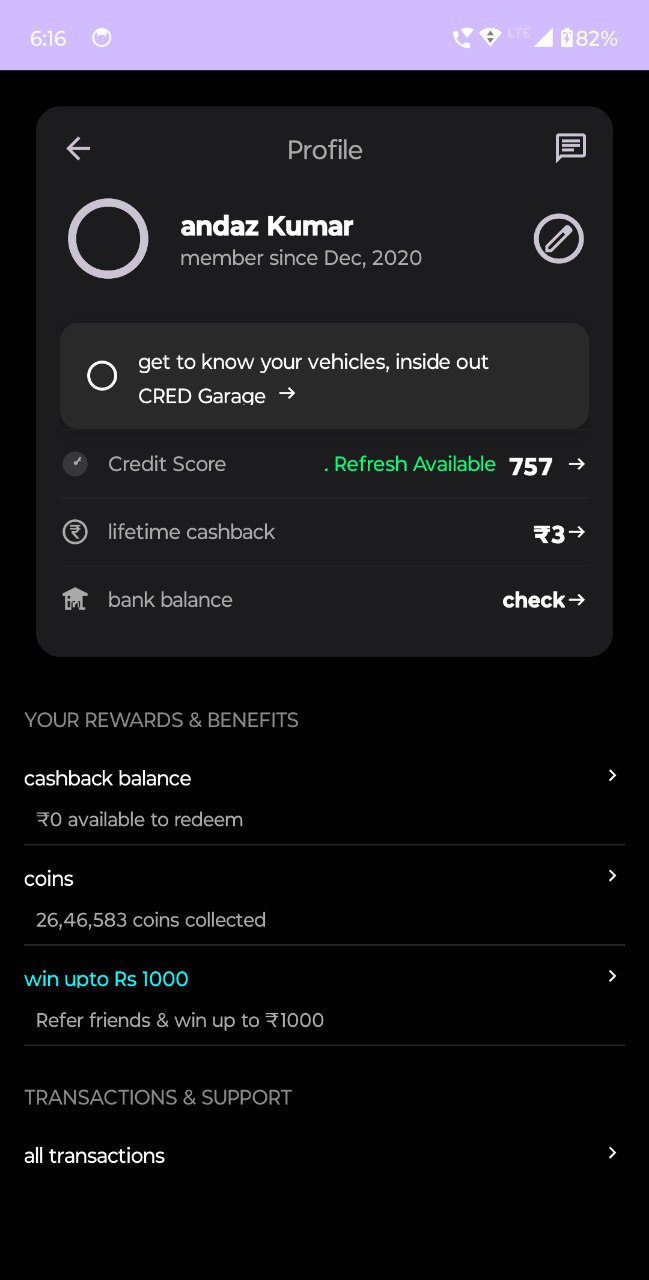 6:16 LTE 82%
Profile
andaz Kumar
member since Dec, 2020
get to know your vehicles, inside out
CRED Garage →
Credit Score . Refresh Available 757 →
lifetime cashback ₹3→
bank balance check→
YOUR REWARDS & BENEFITS
cashback balance
₹0 available to redeem
coins
26,46,583 coins collected
win upto Rs 1000
Refer friends & win up to ₹1000
TRANSACTIONS & SUPPORT
all transactions